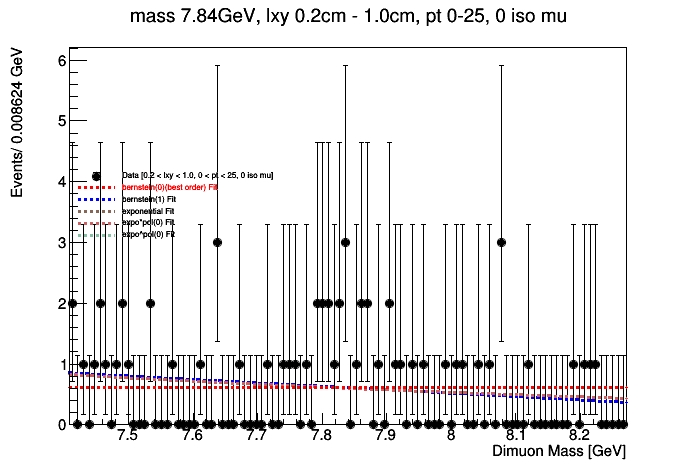 mass 7.84GeV, lxy 0.2cm - 1.0cm, pt 0-25, 0 iso mu
Events/ 0.008624 GeV
6
5
4
3
2
1
0
Data [0.2 < lxy < 1.0, 0 < pt < 25, 0 iso mu]
bernstein(0)(best order) Fit
bernstein(1) Fit
exponential Fit
expo*pol(0) Fit
expo^pol(0) Fit
7.5 7.6 7.7 7.8 7.9 8 8.1 8.2
Dimuon Mass [GeV]